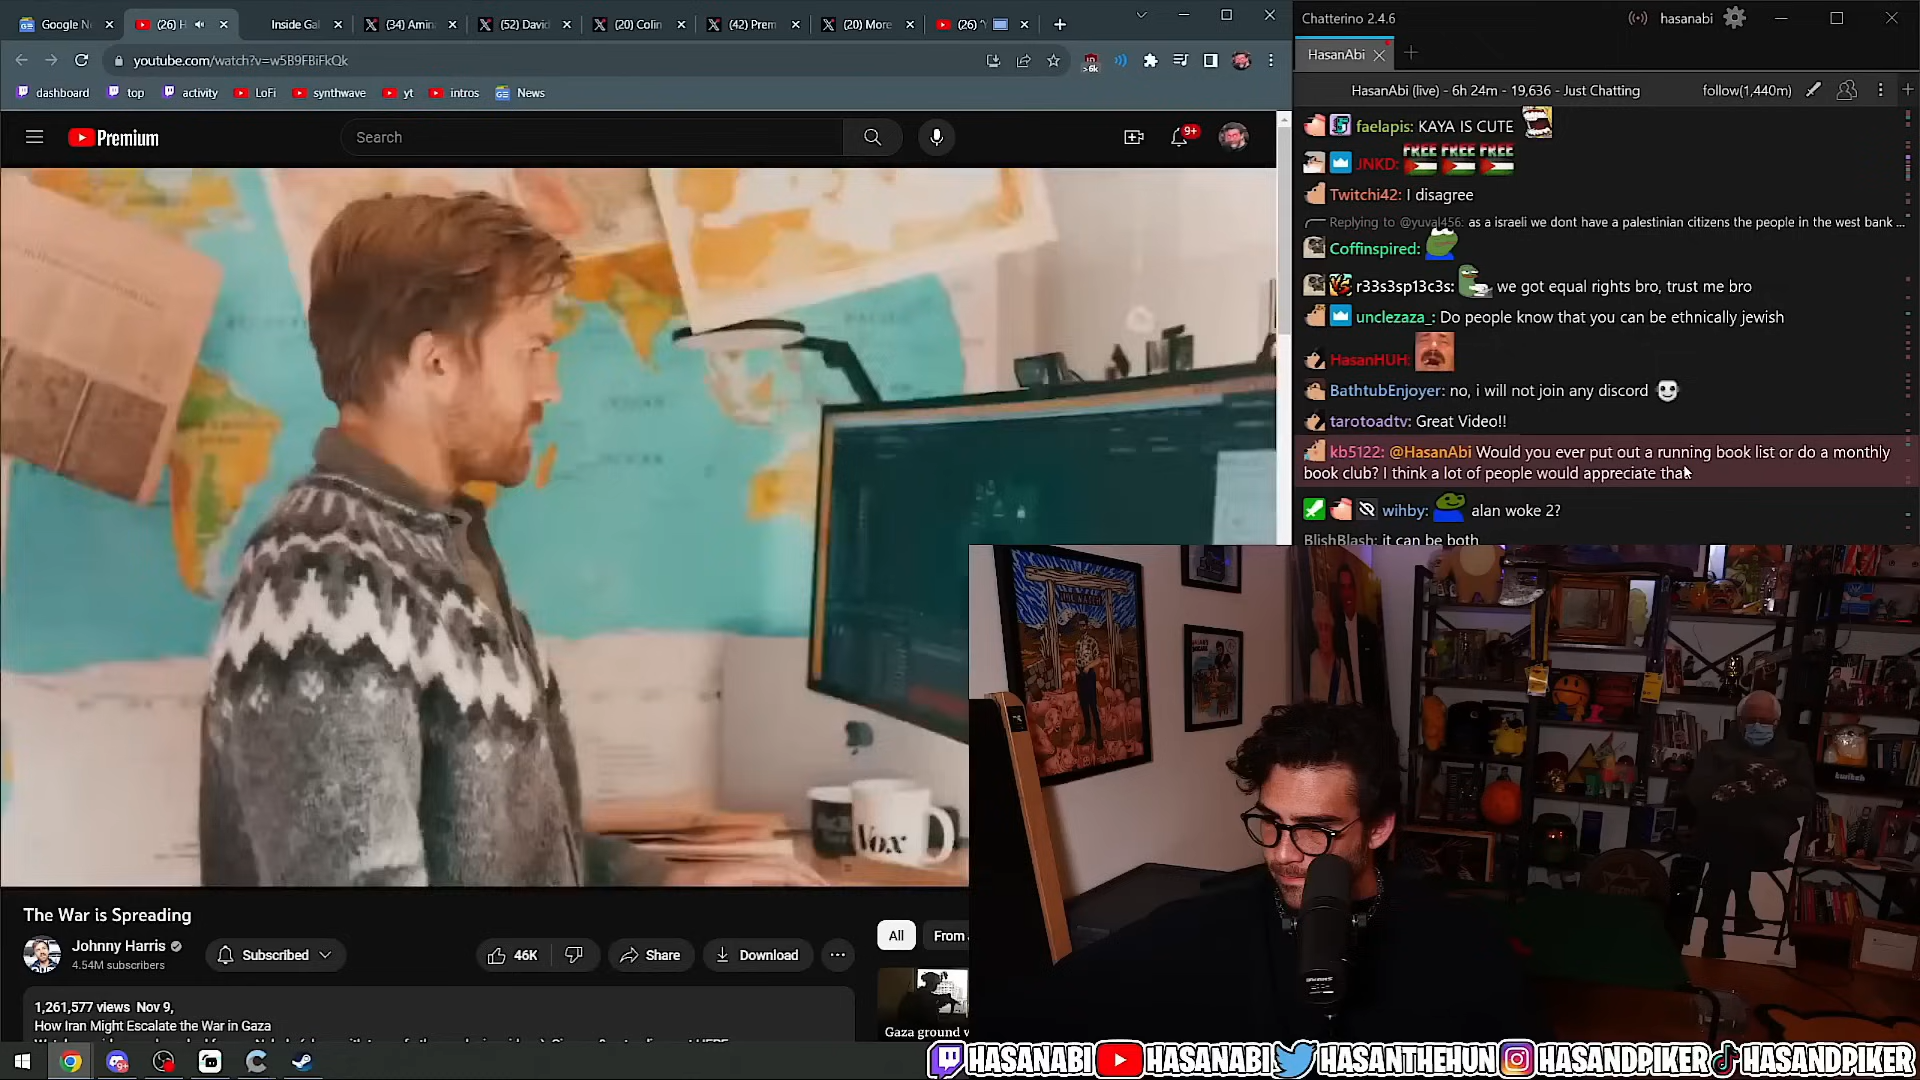 Google N
(26) H
Inside Ga
(34) Amin
(52) David
(20) Colin
(42) Prem
(20) More
(26)
youtube.com/watch?v=w5B9FBiFkQk
>6k
dashboard
top
activity
LoFi
synthwave
yt
intros
News
Premium
Search
9+
Vox
The War is Spreading
Johnny Harris
4.54M subscribers
Subscribed
46K
Share
Download
All
From
1,261,577 views Nov 9,
How Iran Might Escalate the War in Gaza
Gaza ground
Chatterino 2.4.6
hasanabi
HasanAbi
HasanAbi (live) - 6h 24m - 19,636 - Just Chatting
follow(1,440m)
faelapis: KAYA IS CUTE
JNKD: FREE FREE FREE
Twitchi42: I disagree
Replying to @yuval456: as a israeli we dont have a palestinian citizens the people in the west bank ...
Coffinspired:
r33s3sp13c3s: we got equal rights bro, trust me bro
unclezaza_: Do people know that you can be ethnically jewish
HasanHUH:
BathtubEnjoyer: no, i will not join any discord
tarotoadtv: Great Video!!
kb5122: @HasanAbi Would you ever put out a running book list or do a monthly
book club? I think a lot of people would appreciate that
wihby: alan woke 2?
BlishBlash: it can be both
twitch
HASANABI HASANABI HASANTHEHUN HASANDPIKER HASANDPIKER